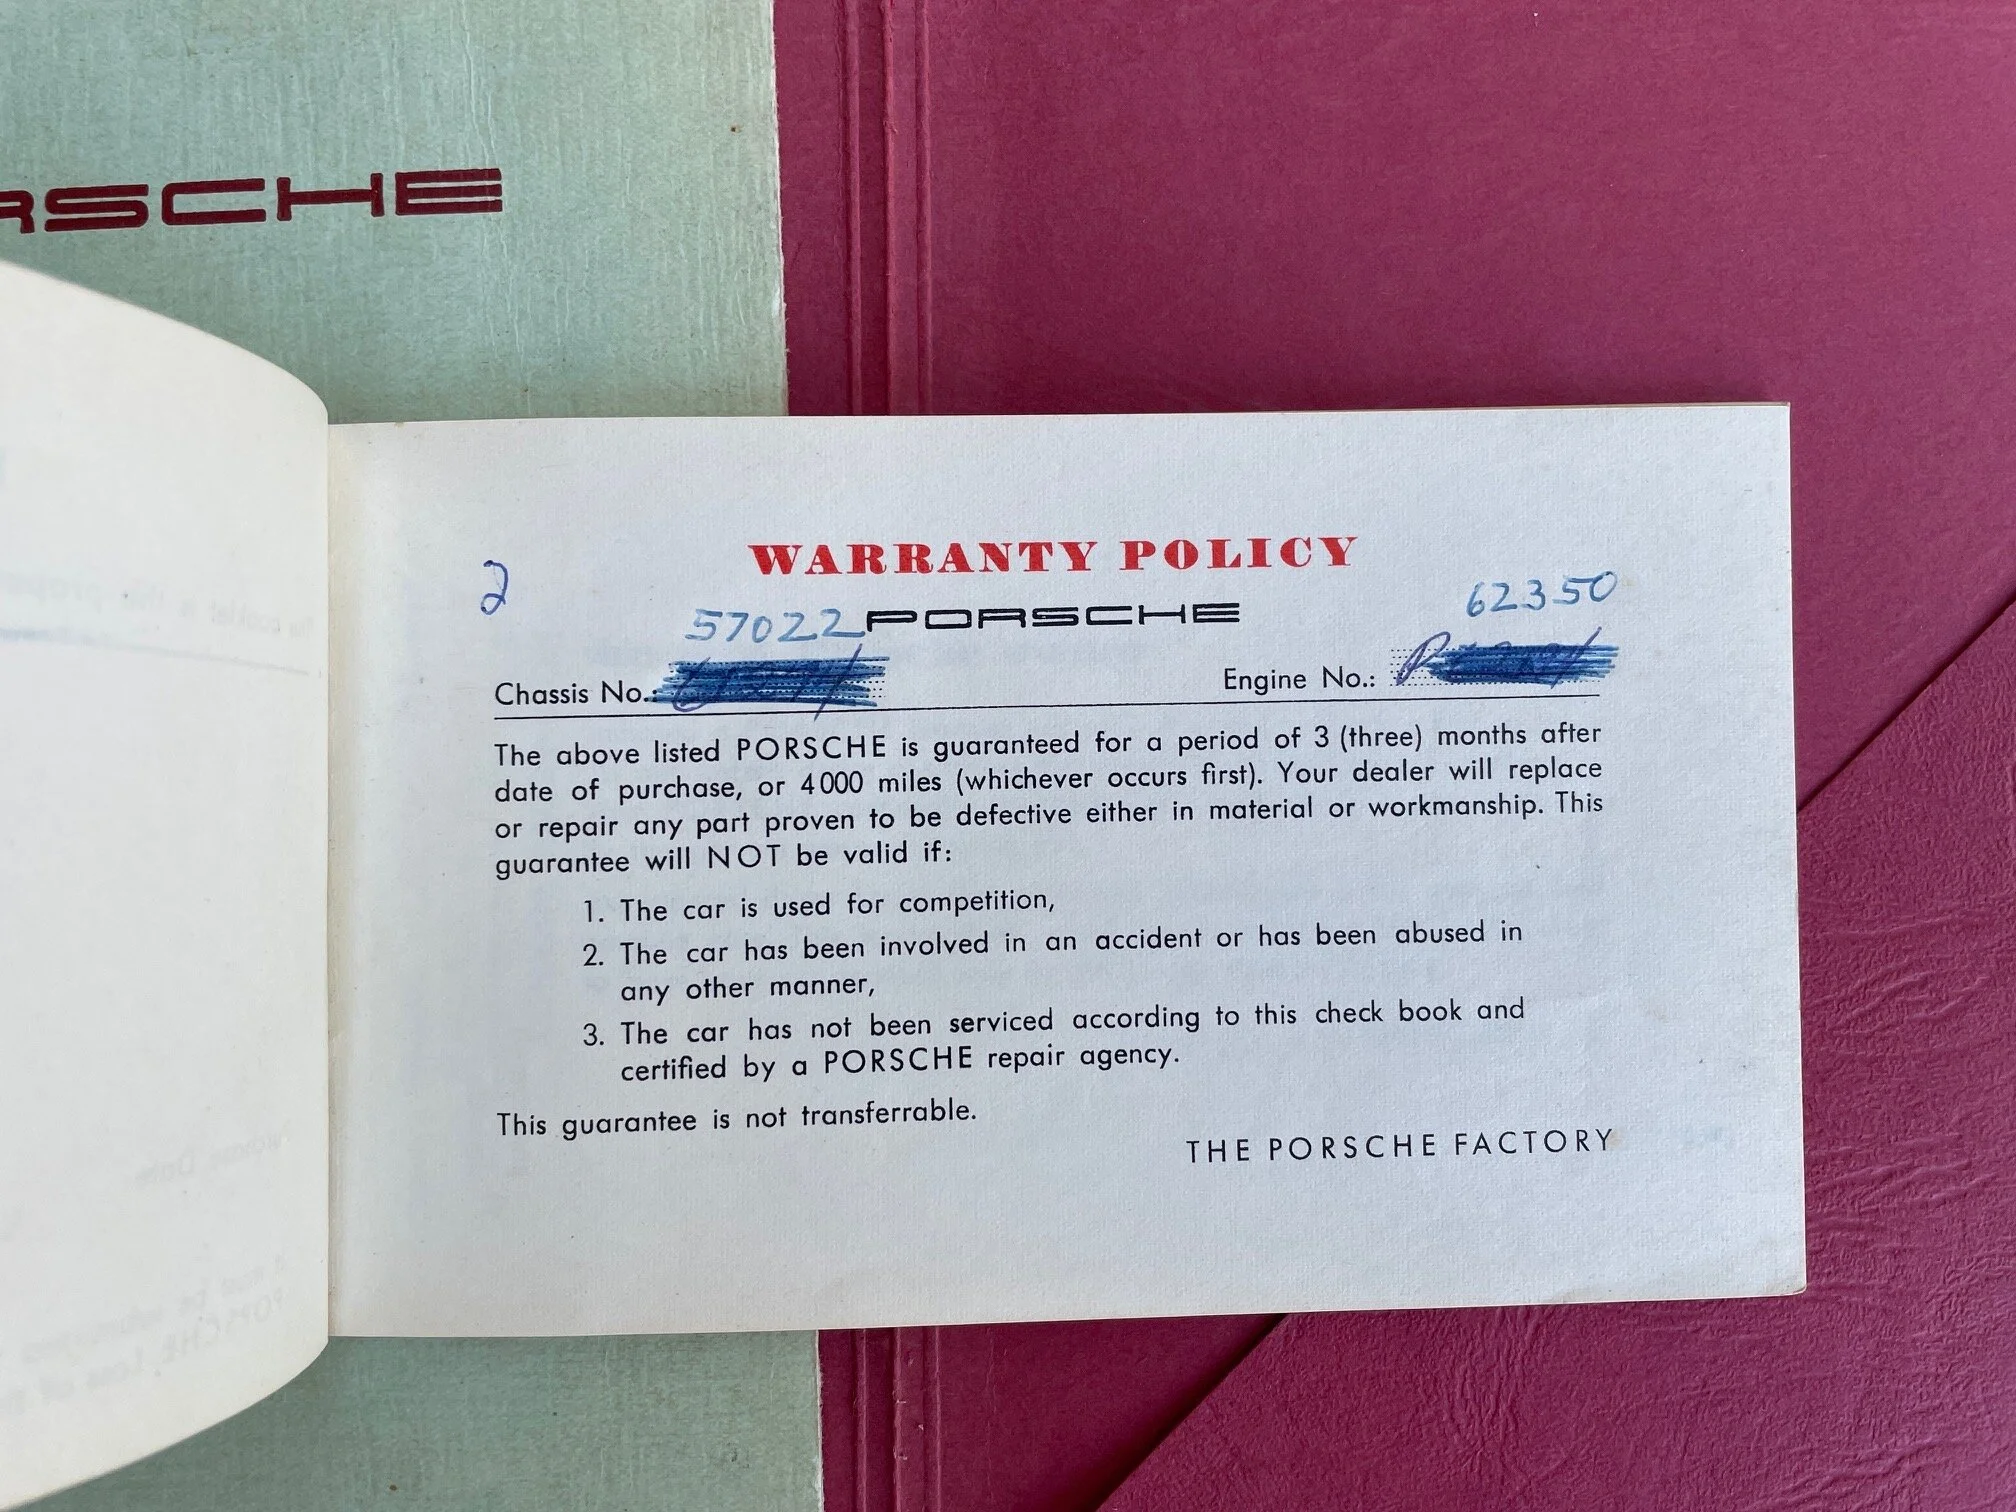 RSCHE
WARRANTY POLICY
2
57022 PORSCHE 62350
Chassis No.: Engine No.:
The above listed PORSCHE is guaranteed for a period of 3 (three) months after
date of purchase, or 4000 miles (whichever occurs first). Your dealer will replace
or repair any part proven to be defective either in material or workmanship. This
guarantee will NOT be valid if:
1. The car is used for competition,
2. The car has been involved in an accident or has been abused in
any other manner,
3. The car has not been serviced according to this check book and
certified by a PORSCHE repair agency.
This guarantee is not transferrable.
THE PORSCHE FACTORY